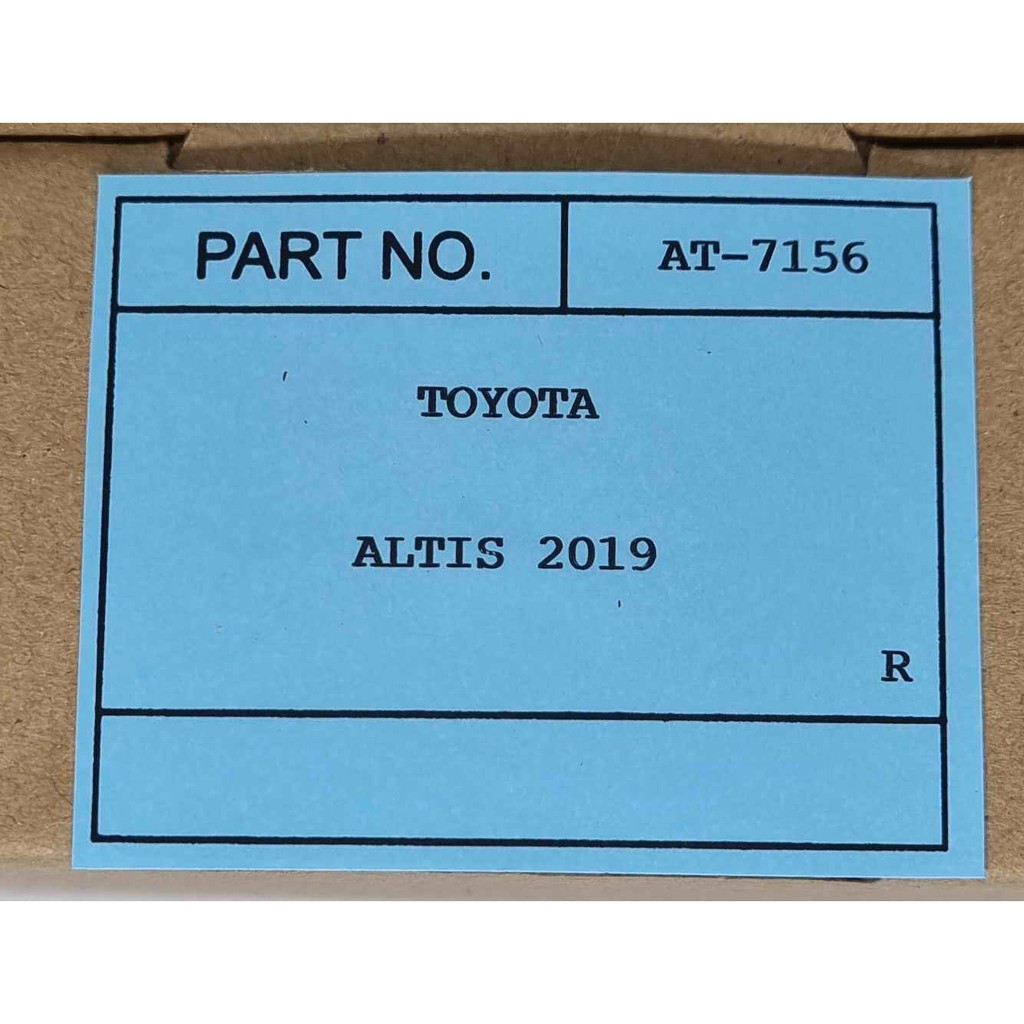 PART NO. AT-7156
TOYOTA
ALTIS 2019
R